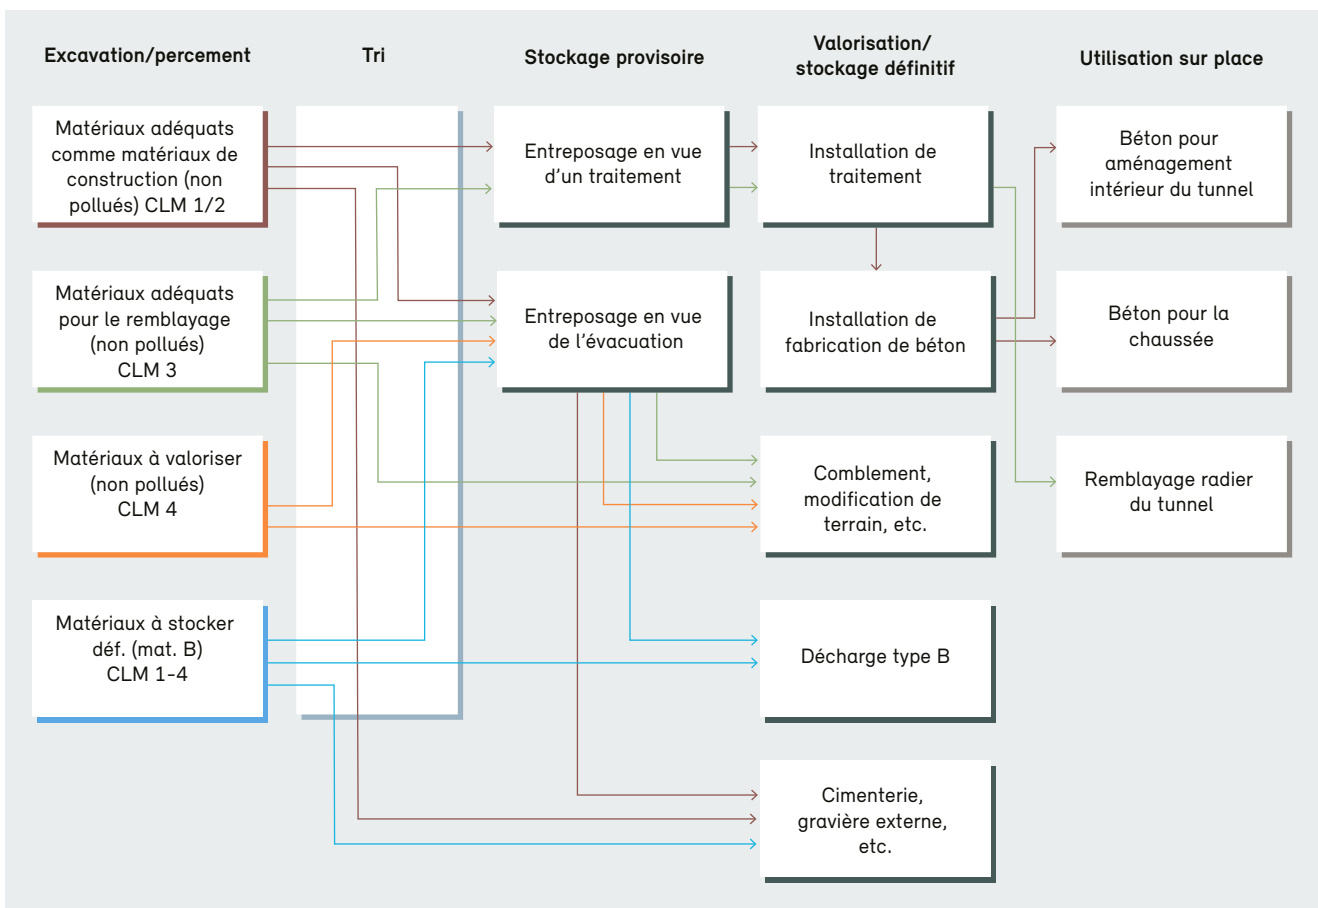 Excavation/percement
Tri
Stockage provisoire
Valorisation/
stockage définitif
Utilisation sur place
Matériaux adéquats
comme matériaux de
construction (non
pollués) CLM 1/2
Entreposage en vue
d’un traitement
Installation de
traitement
Béton pour
aménagement
intérieur du tunnel
Matériaux adéquats
pour le remblayage
(non pollués)
CLM 3
Entreposage en vue
de l’évacuation
Installation de
fabrication de béton
Béton pour la
chaussée
Matériaux à valoriser
(non pollués)
CLM 4
Comblement,
modification de
terrain, etc.
Remblayage radier
du tunnel
Matériaux à stocker
déf. (mat. B)
CLM 1-4
Décharge type B
Cimenterie,
gravière externe,
etc.